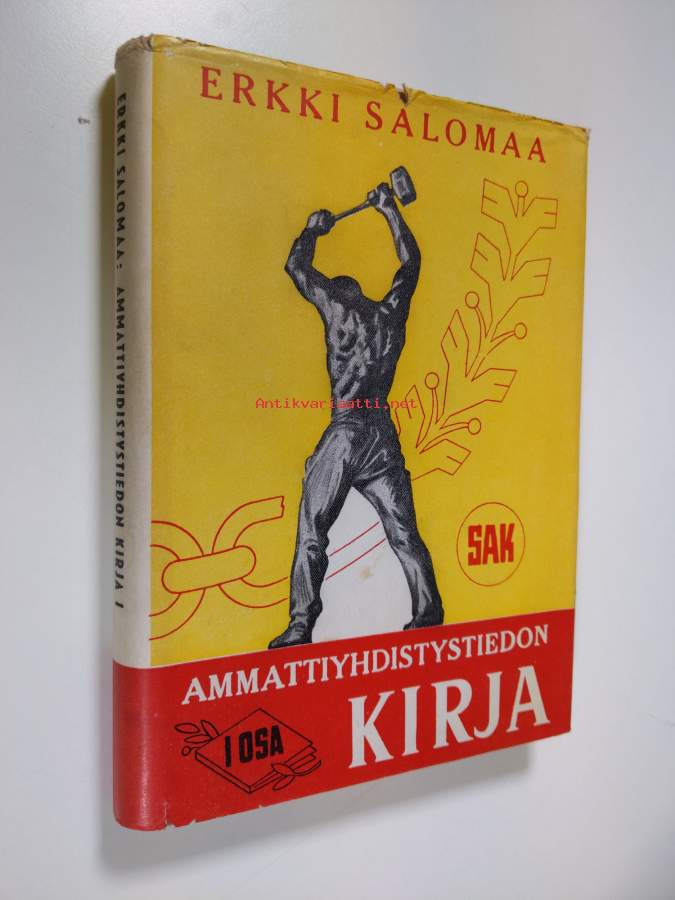 ERKKI SALOMAA
ERKKI SALOMAA: AMMATTIYHDISTYSTIEDON KIRJA I
Antikvariaatti.net
SAK
AMMATTIYHDISTYSTIEDON
KIRJA
I OSA